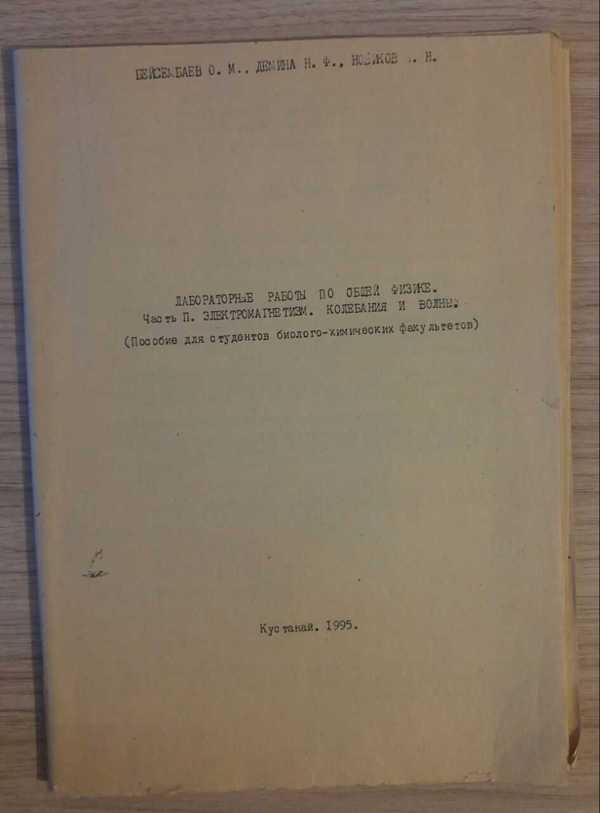 БЕЙСЕМБАЕВ О. М., ДЕМИНА Н. Ф., НОВИКОВ Н.
ЛАБОРАТОРНЫЕ РАБОТЫ ПО ОБЩЕЙ ФИЗИКЕ.
Часть П. ЭЛЕКТРОМАГНЕТИЗМ. КОЛЕБАНИЯ И ВОЛНЫ.
(Пособие для студентов биолого-химических факультетов)
Кустанай. 1995.